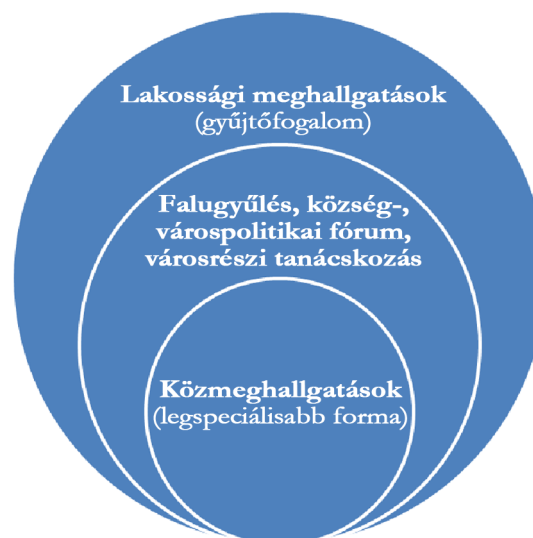 Lakossági meghallgatások
(gyűjtőfogalom)
Falugyűlés, község-,
várospolitikai fórum,
városrészi tanácskozás
Közmeghallgatások
(legspeciálisabb forma)